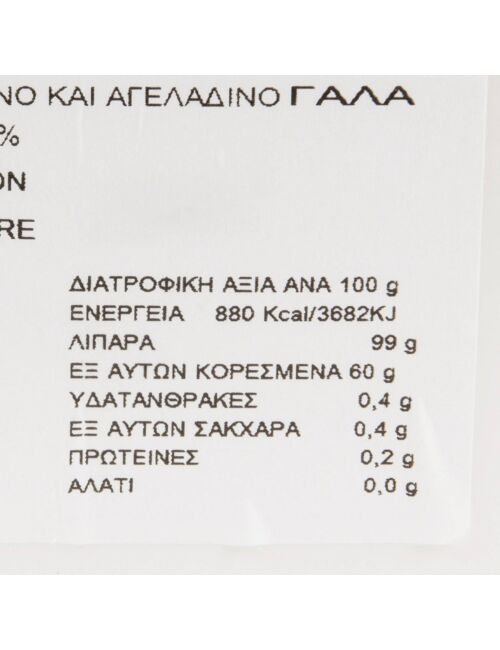 ΝΟ ΚΑΙ ΑΓΕΛΑΔΙΝΟ ΓΑΛΑ
%
ΟΝ
RE
ΔΙΑΤΡΟΦΙΚΗ ΑΞΙΑ ΑΝΑ 100 g
ΕΝΕΡΓΕΙΑ 880 Kcal/3682KJ
ΛΙΠΑΡΑ 99 g
ΕΞ ΑΥΤΩΝ ΚΟΡΕΣΜΕΝΑ 60 g
ΥΔΑΤΑΝΘΡΑΚΕΣ 0,4 g
ΕΞ ΑΥΤΩΝ ΣΑΚΧΑΡΑ 0,4 g
ΠΡΩΤΕΙΝΕΣ 0,2 g
ΑΛΑΤΙ 0,0 g